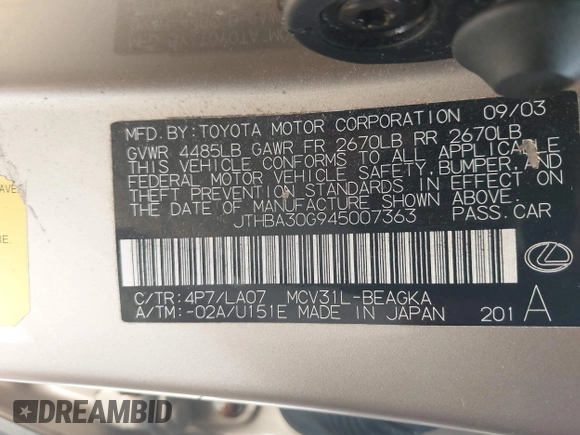 MFD. BY: TOYOTA MOTOR CORPORATION 09/03
GVWR 4485LB GAWR FR 2670LB RR 2670LB
THIS VEHICLE CONFORMS TO ALL APPLICABLE
FEDERAL MOTOR VEHICLE SAFETY, BUMPER, AND
THEFT PREVENTION STANDARDS IN EFFECT ON
THE DATE OF MANUFACTURE SHOWN ABOVE.
JTHBA30G945007363 PASS. CAR
C/TR: 4P7/LA07 MCV31L-BEAGKA
A/TM: -02A/U151E MADE IN JAPAN 201 A
DREAMBID